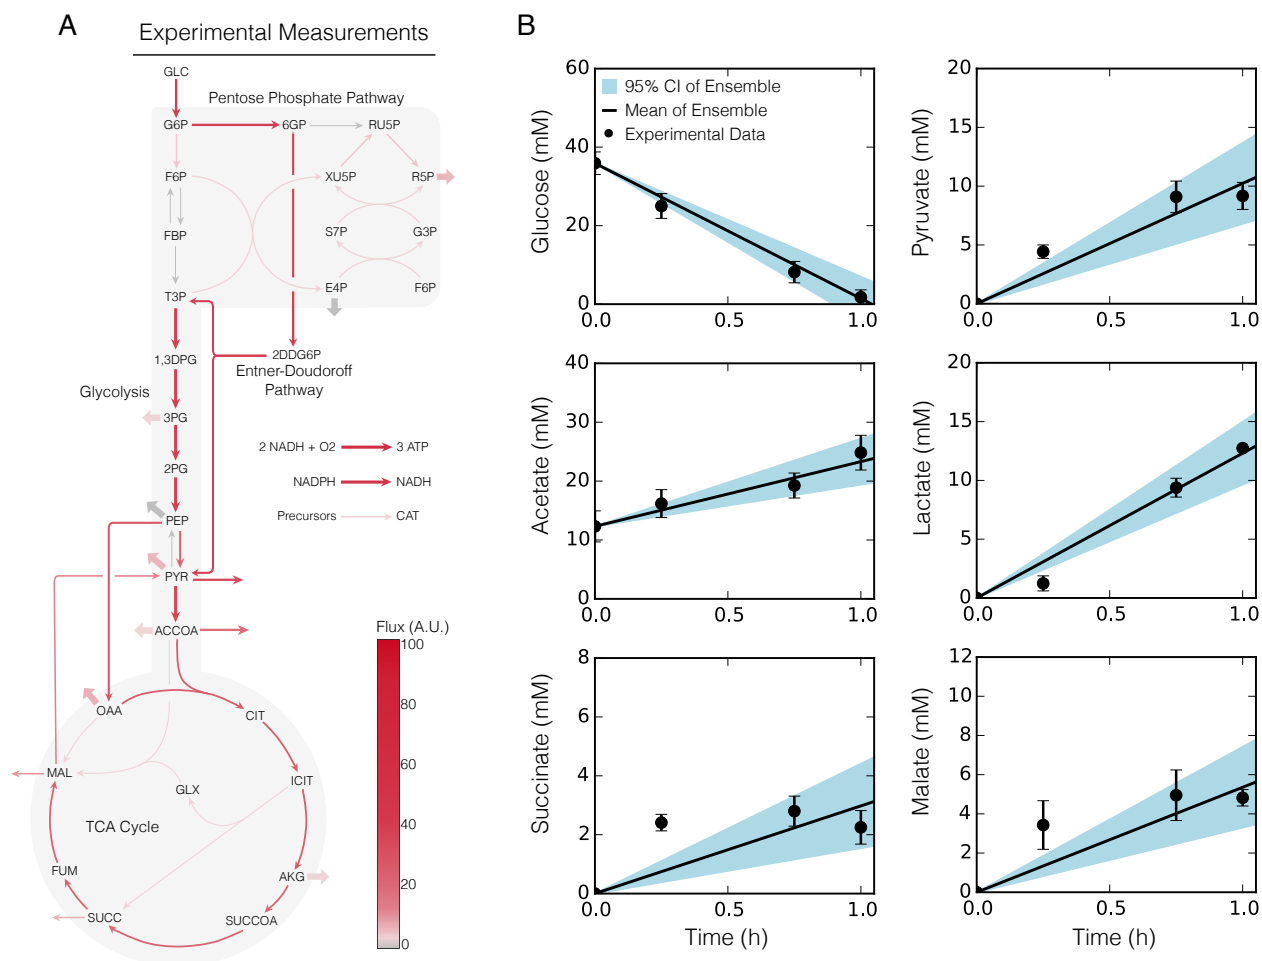 A
Experimental Measurements
GLC
Pentose Phosphate Pathway
G6P
6GP
RU5P
F6P
XU5P
R5P
FBP
S7P
G3P
T3P
E4P
F6P
1,3DPG
2DDG6P
Entner-Doudoroff
Pathway
Glycolysis
3PG
2 NADH + O2
3 ATP
2PG
NADPH
NADH
PEP
Precursors
CAT
PYR
ACCOA
Flux (A.U.)
100
80
60
40
20
0
OAA
CIT
MAL
ICIT
GLX
TCA Cycle
FUM
AKG
SUCC
SUCCOA
B
60
40
20
0
0.0
0.5
1.0
Glucose (mM)
95% CI of Ensemble
Mean of Ensemble
Experimental Data
20
15
10
5
0
0.0
0.5
1.0
Pyruvate (mM)
40
30
20
10
0
0.0
0.5
1.0
Acetate (mM)
20
15
10
5
0
0.0
0.5
1.0
Lactate (mM)
8
6
4
2
0
0.0
0.5
1.0
Succinate (mM)
Time (h)
12
10
8
6
4
2
0
0.0
0.5
1.0
Malate (mM)
Time (h)